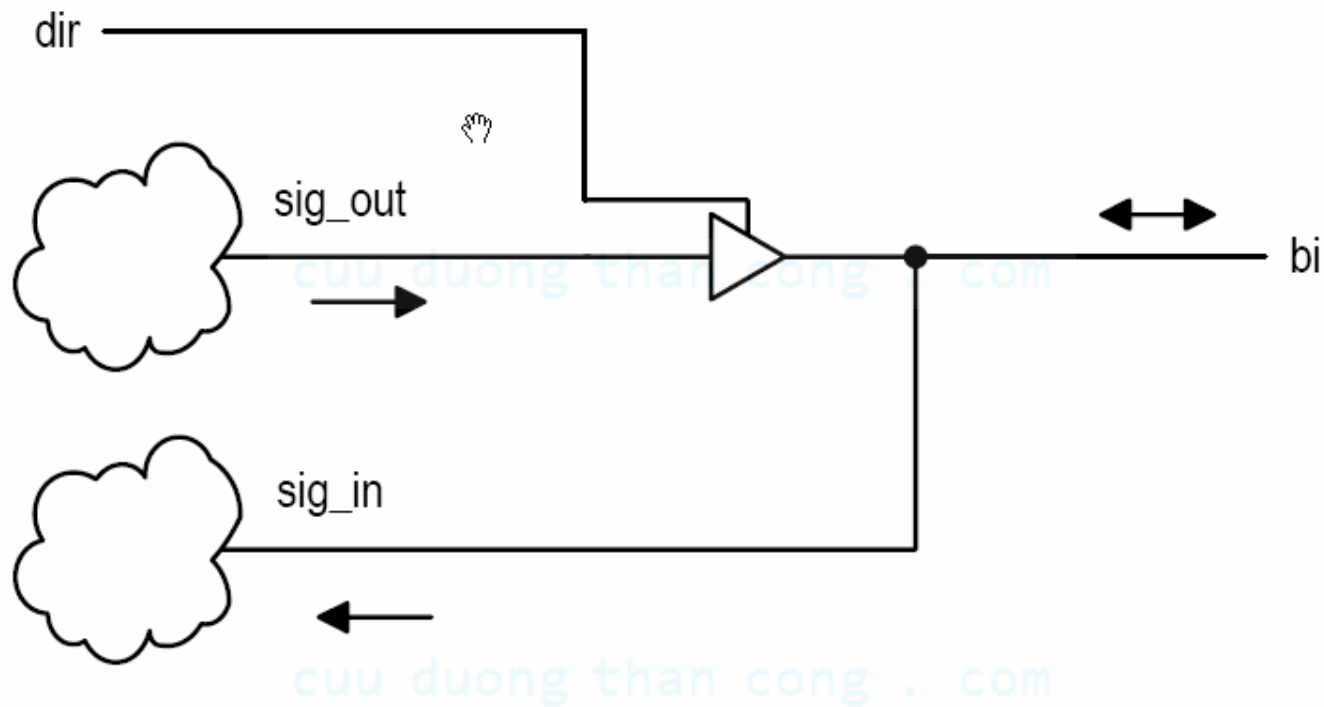 dir
sig_out
cuu duong than cong . com
bi
sig_in
cuu duong than cong . com